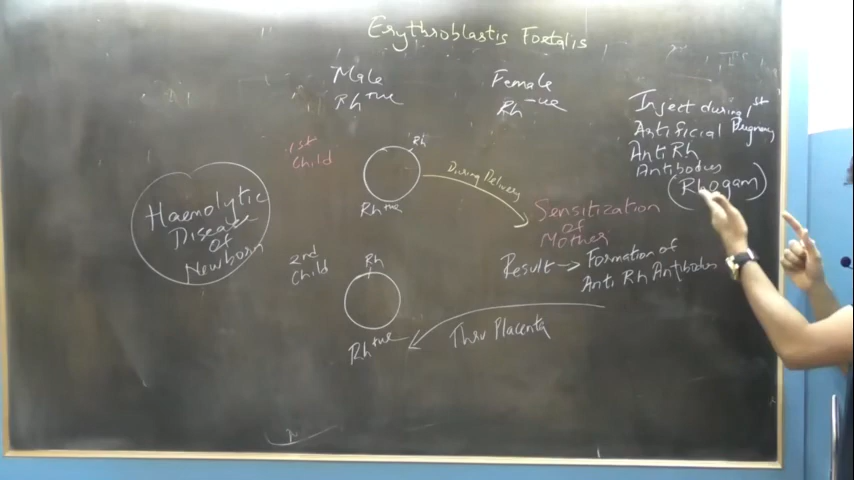 Erythroblastis Foetalis
Male
Rh +ve
Female
Rh -ve
Inject during 1st
Artificial Pregnancy
Anti Rh
Antibodies
(Rhogam)
1st
Child
Rh
Rh +ve
During Delivery
Sensitization
of
Mother
Haemolytic
Disease
of
Newborn
Result → Formation of
Anti Rh Antibodies
2nd
Child
Rh
Rh +ve
Thru Placenta